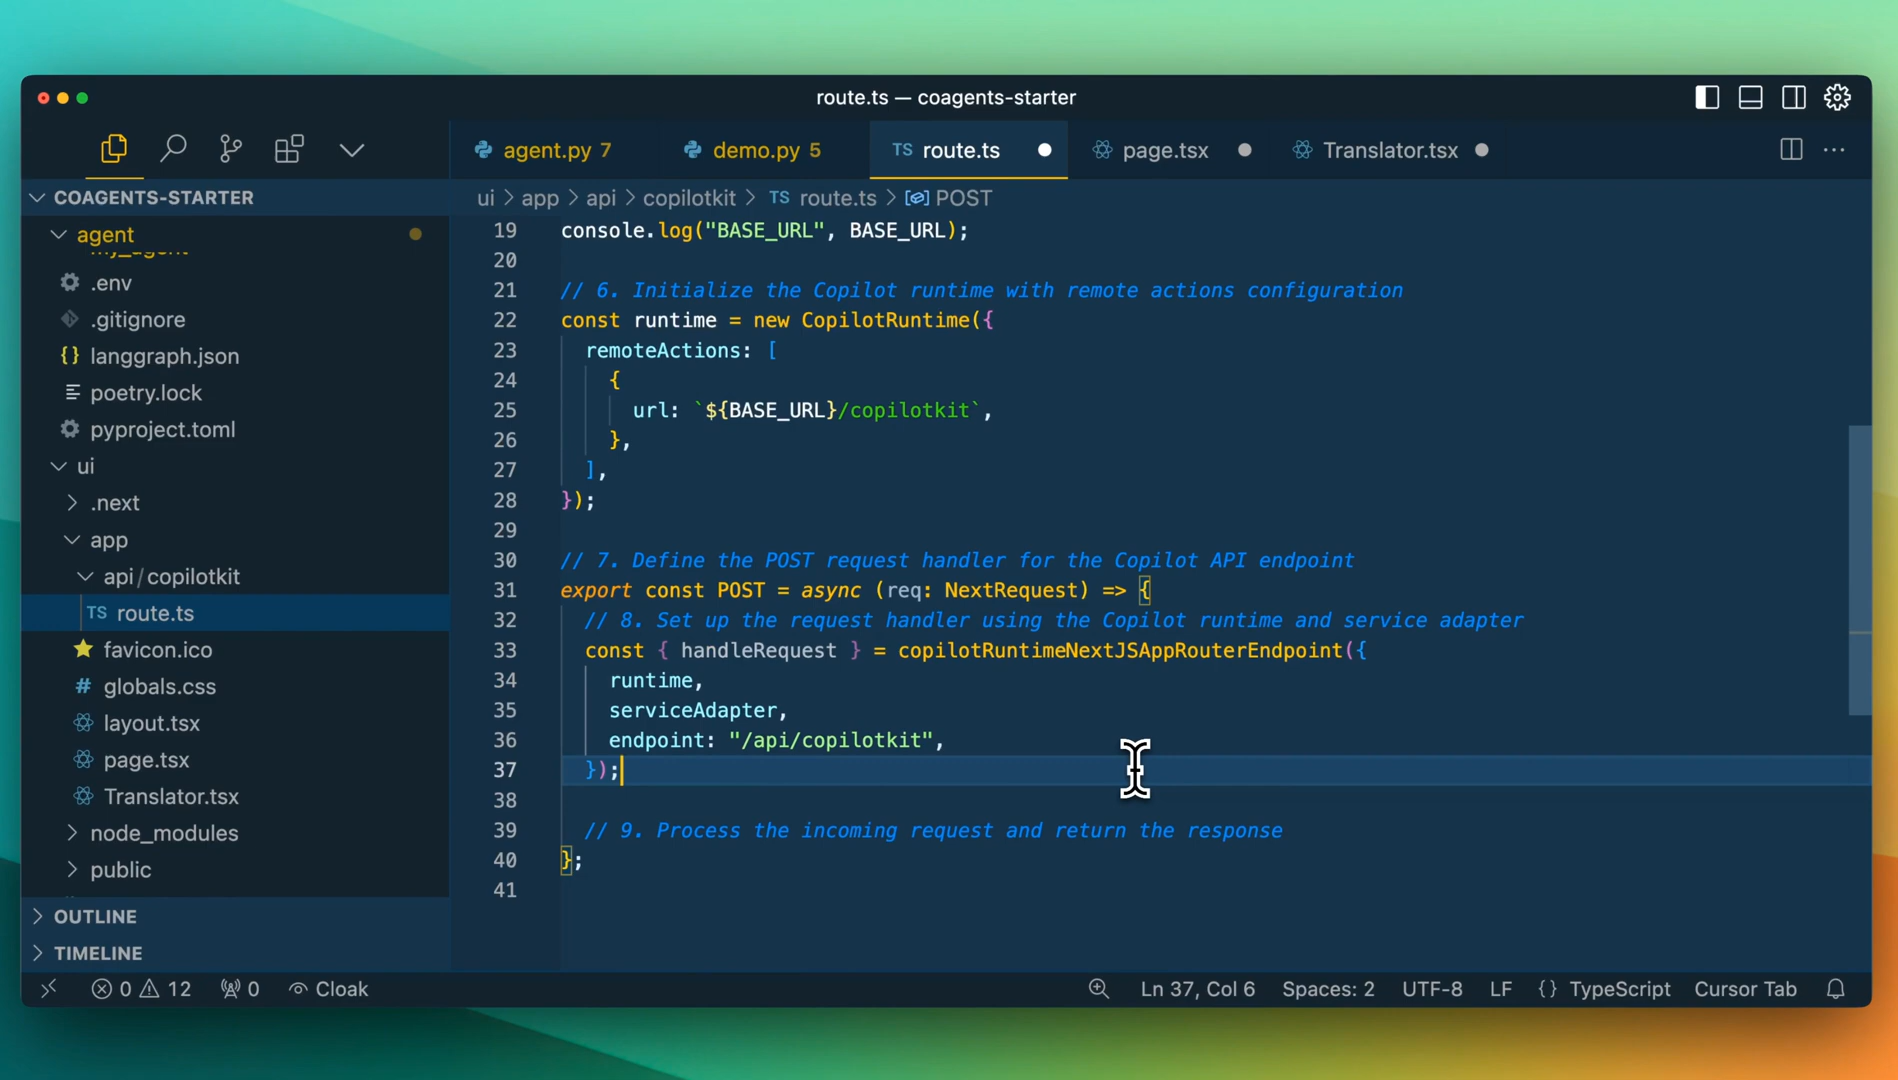 route.ts — coagents-starter
agent.py 7
demo.py 5
TS route.ts
page.tsx
Translator.tsx
COAGENTS-STARTER
ui > app > api > copilotkit > TS route.ts > POST
agent
my_agent
.env
.gitignore
{} langgraph.json
poetry.lock
pyproject.toml
ui
.next
app
api/copilotkit
TS route.ts
favicon.ico
# globals.css
layout.tsx
page.tsx
Translator.tsx
node_modules
public
OUTLINE
TIMELINE
19 console.log("BASE_URL", BASE_URL);
20
21 // 6. Initialize the Copilot runtime with remote actions configuration
22 const runtime = new CopilotRuntime({
23 remoteActions: [
24 {
25 url: `${BASE_URL}/copilotkit`,
26 },
27 ],
28 });
29
30 // 7. Define the POST request handler for the Copilot API endpoint
31 export const POST = async (req: NextRequest) => {
32 // 8. Set up the request handler using the Copilot runtime and service adapter
33 const { handleRequest } = copilotRuntimeNextJSAppRouterEndpoint({
34 runtime,
35 serviceAdapter,
36 endpoint: "/api/copilotkit",
37 });
38
39 // 9. Process the incoming request and return the response
40 };
41
0 12 0 Cloak
Ln 37, Col 6 Spaces: 2 UTF-8 LF {} TypeScript Cursor Tab